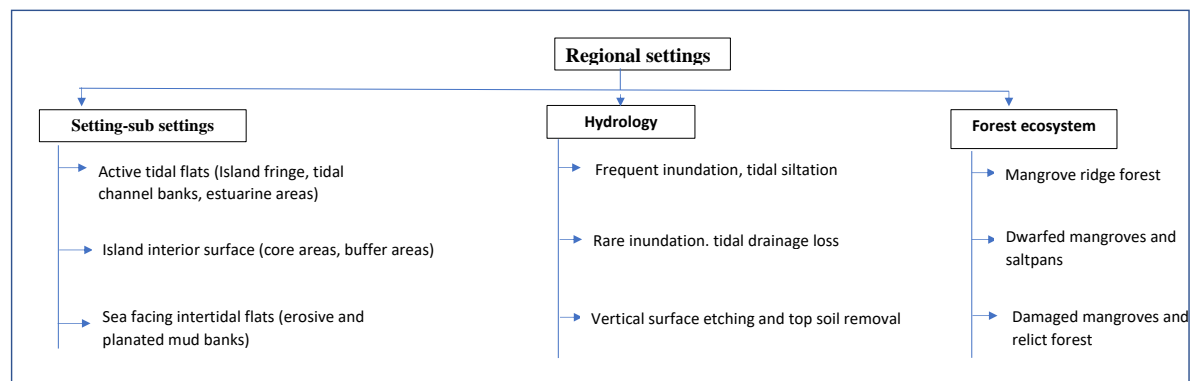 Regional settings
Setting-sub settings
Active tidal flats (Island fringe, tidal
channel banks, estuarine areas)
Island interior surface (core areas, buffer areas)
Sea facing intertidal flats (erosive and
planated mud banks)
Hydrology
Frequent inundation, tidal siltation
Rare inundation. tidal drainage loss
Vertical surface etching and top soil removal
Forest ecosystem
Mangrove ridge forest
Dwarfed mangroves and
saltpans
Damaged mangroves and
relict forest